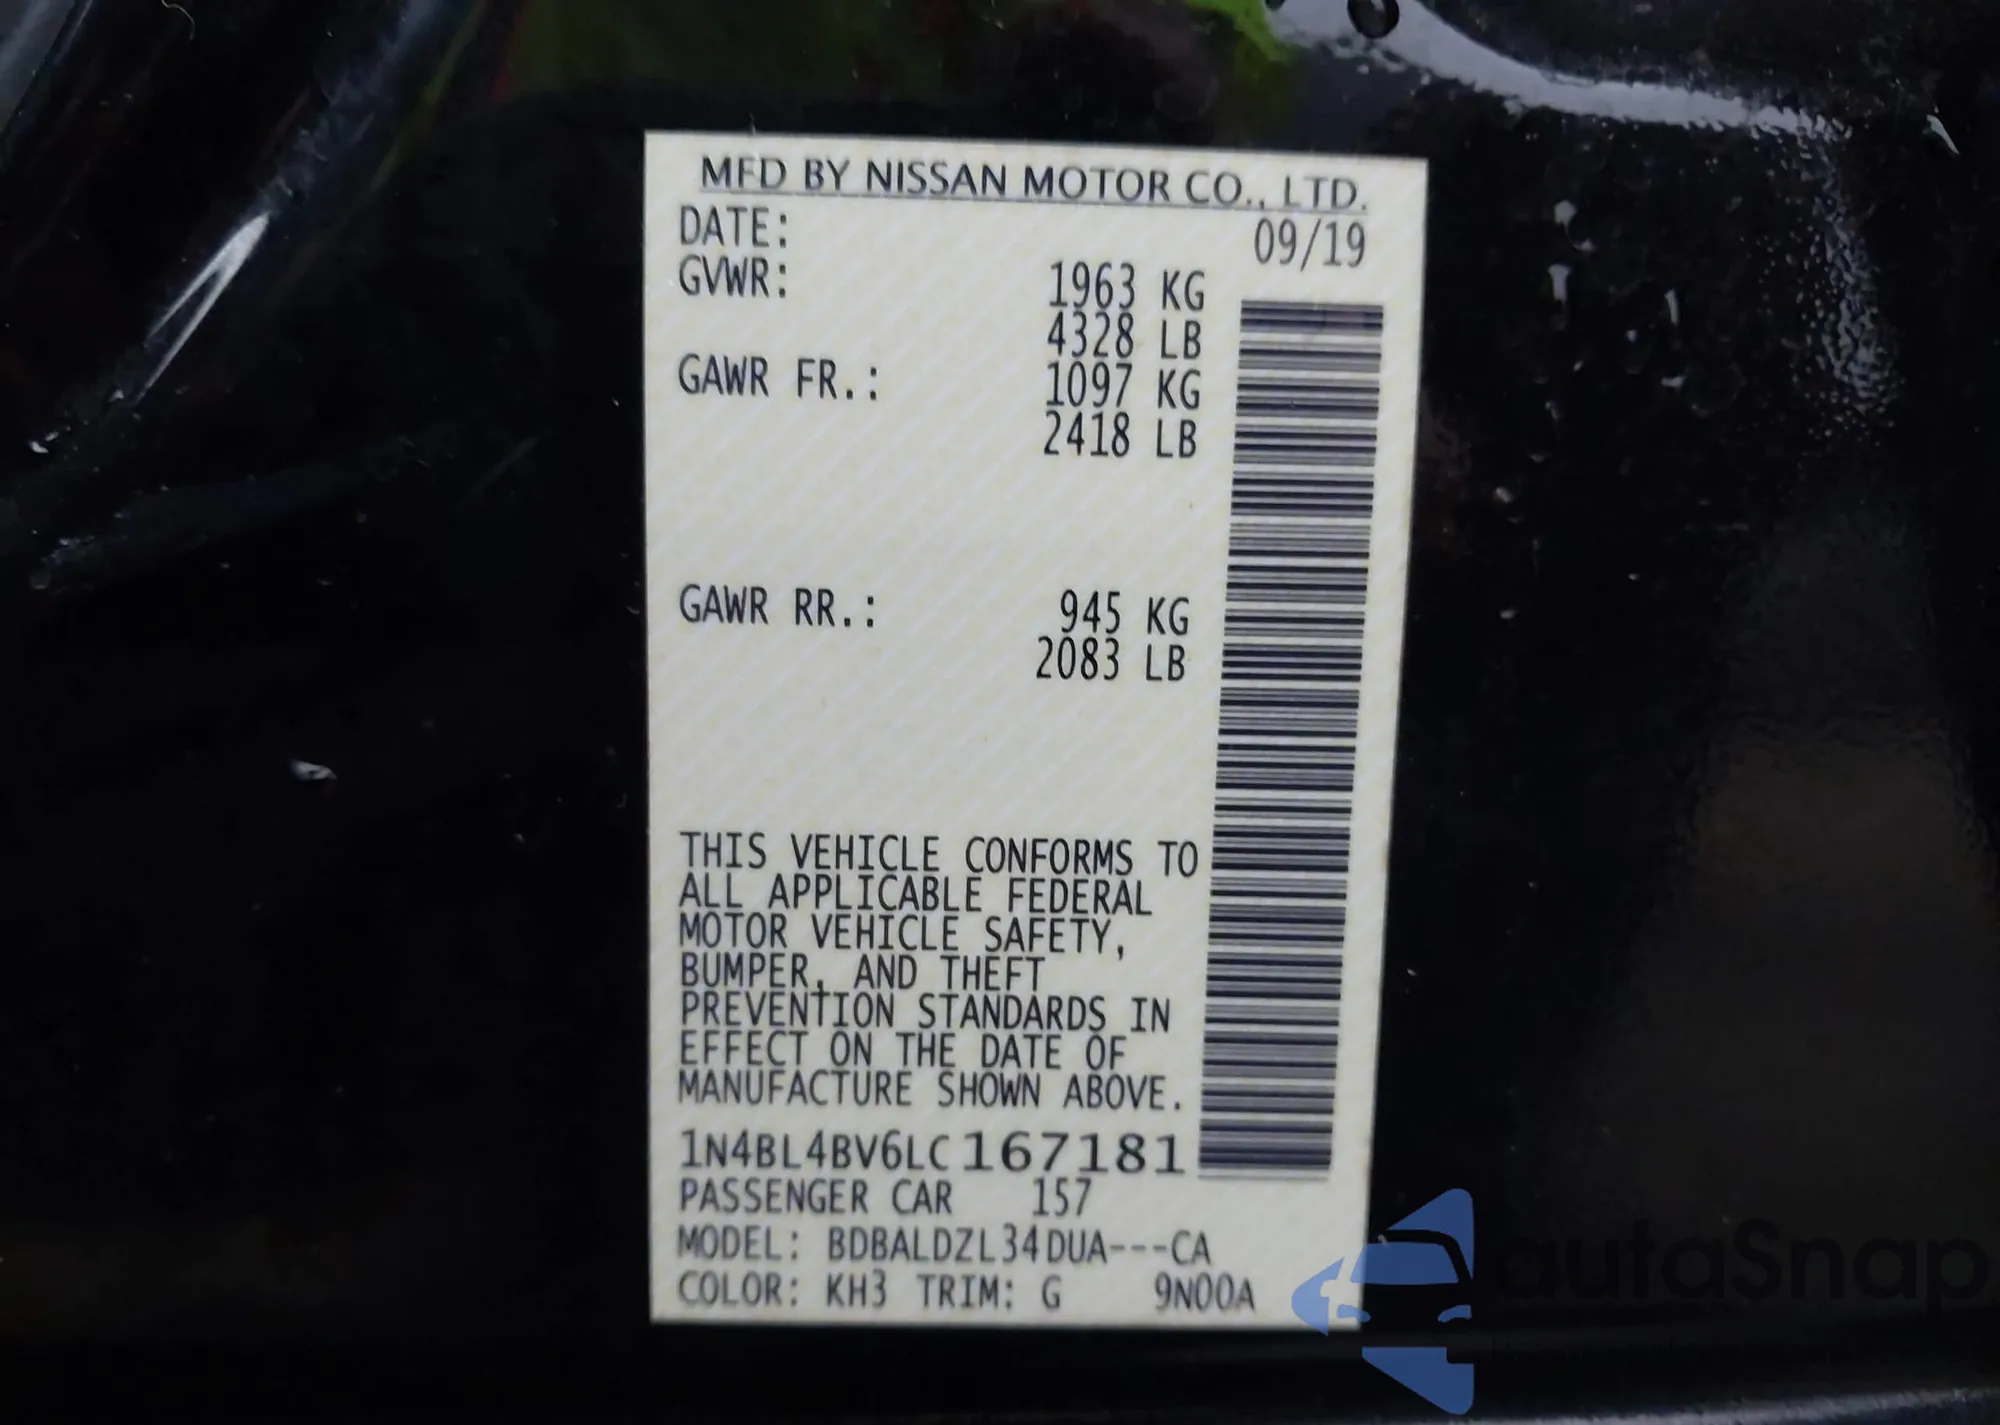 MFD BY NISSAN MOTOR CO., LTD.
DATE: 09/19
GVWR: 1963 KG
4328 LB
GAWR FR.: 1097 KG
2418 LB
GAWR RR.: 945 KG
2083 LB
THIS VEHICLE CONFORMS TO
ALL APPLICABLE FEDERAL
MOTOR VEHICLE SAFETY,
BUMPER, AND THEFT
PREVENTION STANDARDS IN
EFFECT ON THE DATE OF
MANUFACTURE SHOWN ABOVE.
1N4BL4BV6LC167181
PASSENGER CAR 157
MODEL: BDBALDZL34DUA---CA
COLOR: KH3 TRIM: G 9N00A
autaSnap